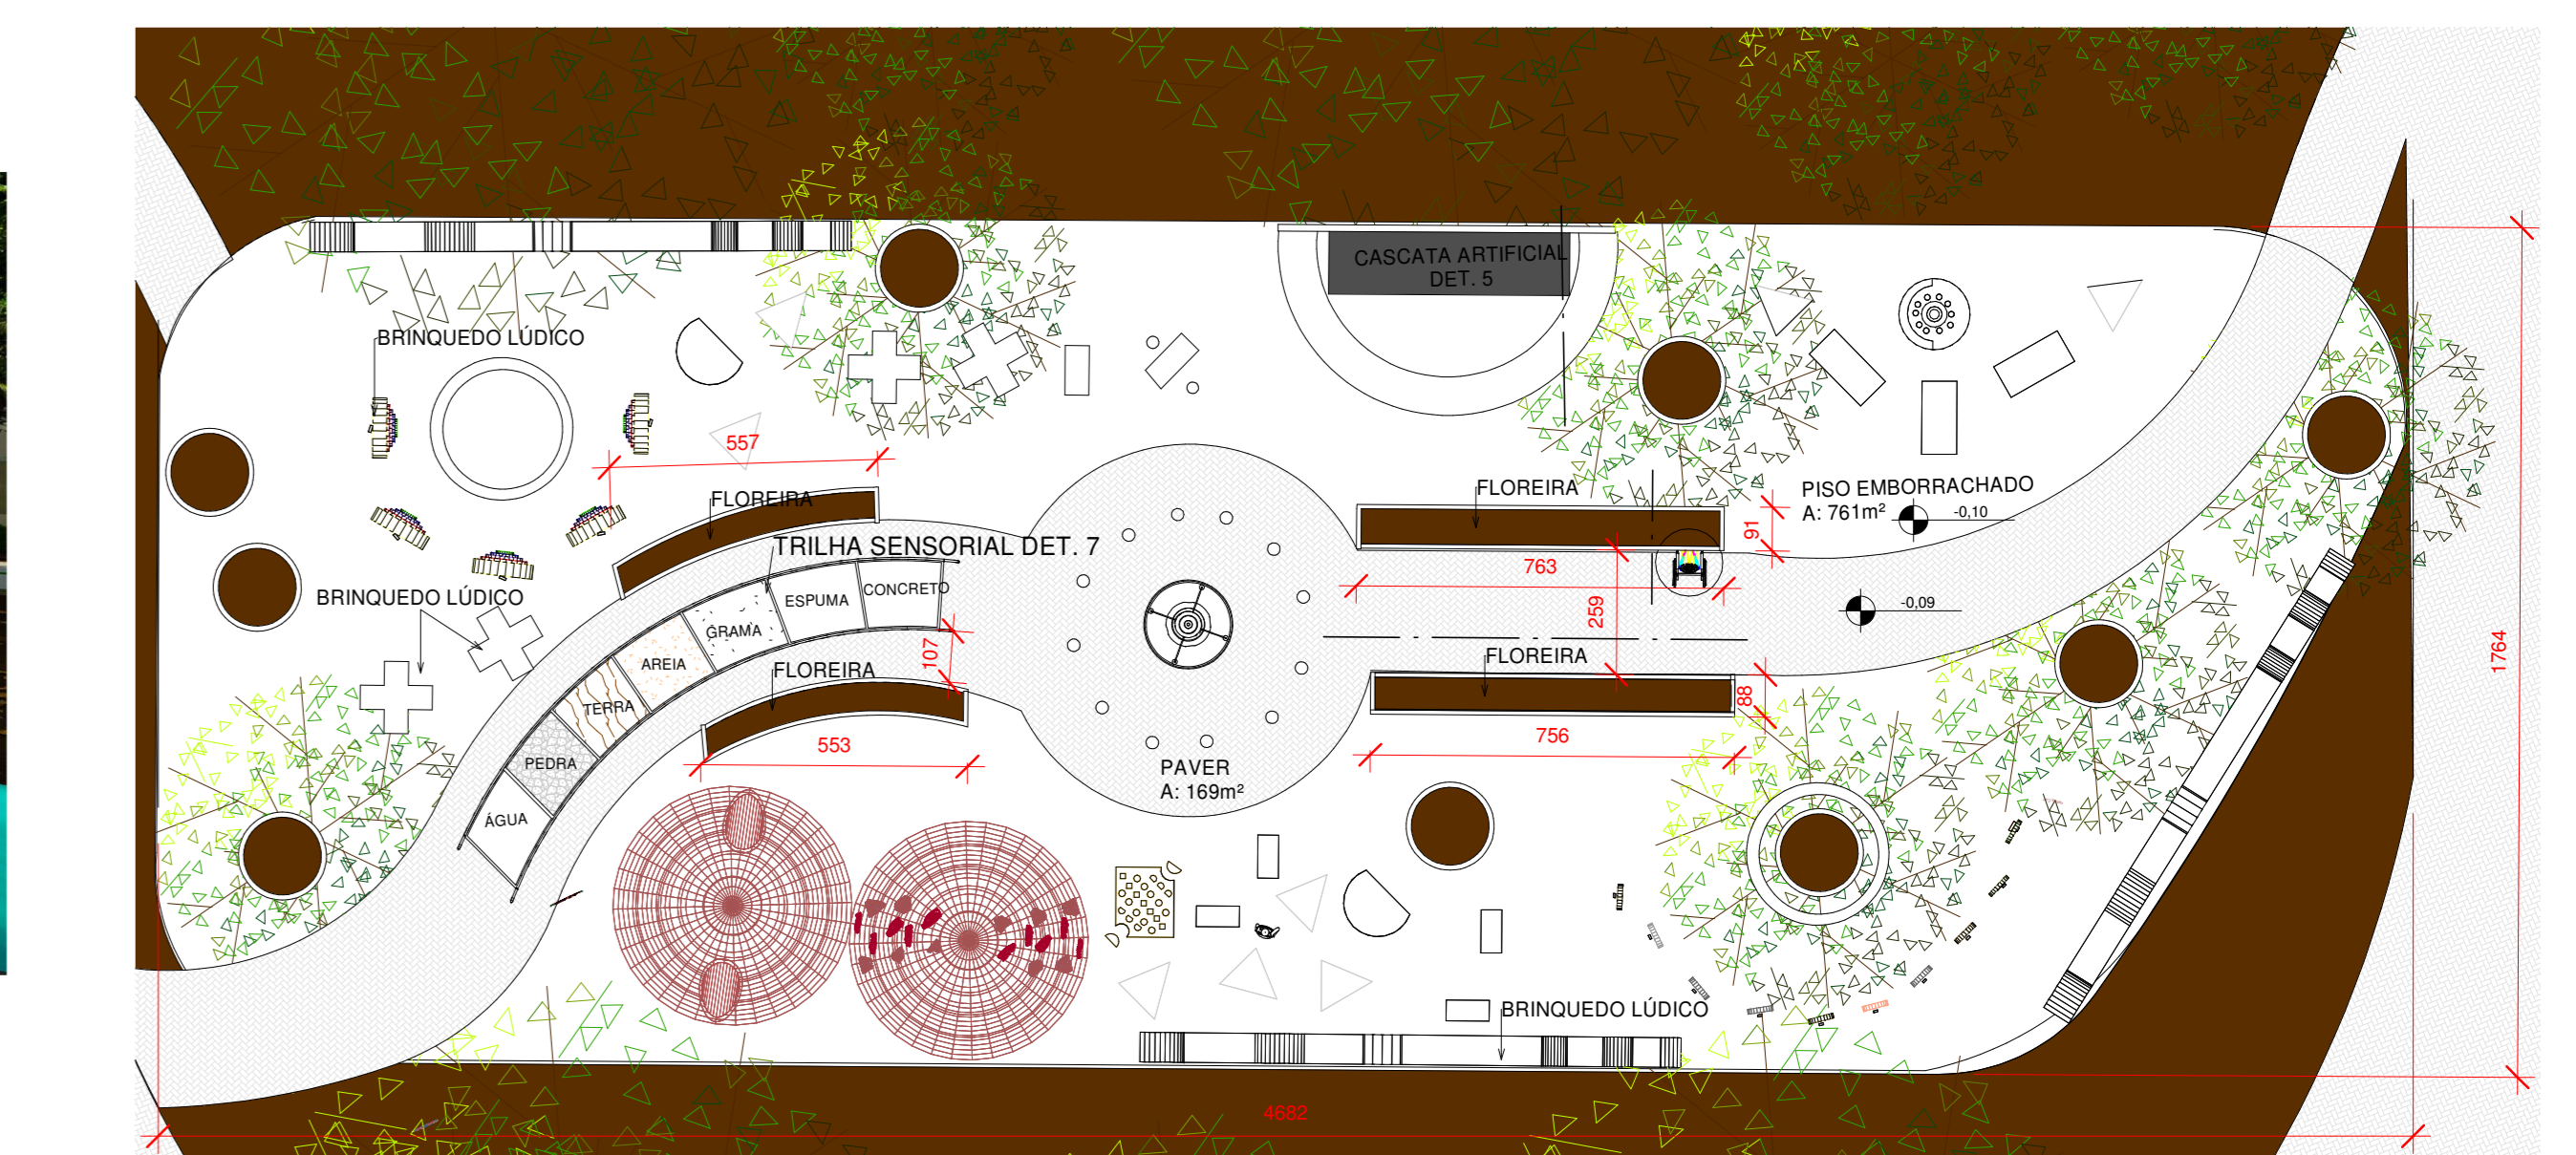 CASCATA ARTIFICIAL
DET. 5
BRINQUEDO LÚDICO
557
FLOREIRA
FLOREIRA
PISO EMBORRACHADO
A: 761m²
-0,10
91
TRILHA SENSORIAL DET. 7
763
259
-0,09
CONCRETO
ESPUMA
GRAMA
AREIA
TERRA
PEDRA
ÁGUA
BRINQUEDO LÚDICO
107
FLOREIRA
FLOREIRA
88
1764
553
756
PAVER
A: 169m²
BRINQUEDO LÚDICO
4682